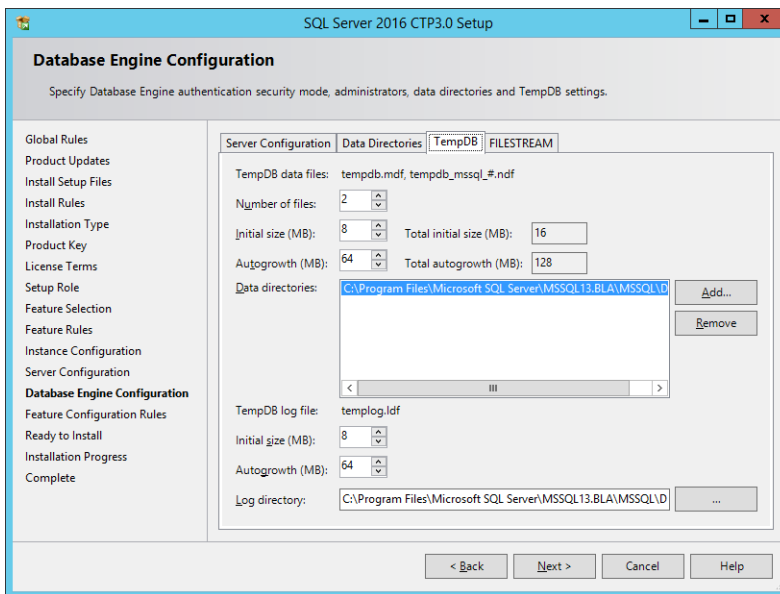 SQL Server 2016 CTP3.0 Setup
Database Engine Configuration
Specify Database Engine authentication security mode, administrators, data directories and TempDB settings.
Global Rules
Product Updates
Install Setup Files
Install Rules
Installation Type
Product Key
License Terms
Setup Role
Feature Selection
Feature Rules
Instance Configuration
Server Configuration
Database Engine Configuration
Feature Configuration Rules
Ready to Install
Installation Progress
Complete
Server Configuration Data Directories TempDB FILESTREAM
TempDB data files: tempdb.mdf, tempdb_mssql_#.ndf
Number of files: 2
Initial size (MB): 8 Total initial size (MB): 16
Autogrowth (MB): 64 Total autogrowth (MB): 128
Data directories: C:\Program Files\Microsoft SQL Server\MSSQL13.BLA\MSSQL\D Add...
Remove
TempDB log file: templog.ldf
Initial size (MB): 8
Autogrowth (MB): 64
Log directory: C:\Program Files\Microsoft SQL Server\MSSQL13.BLA\MSSQL\D ...
< Back Next > Cancel Help